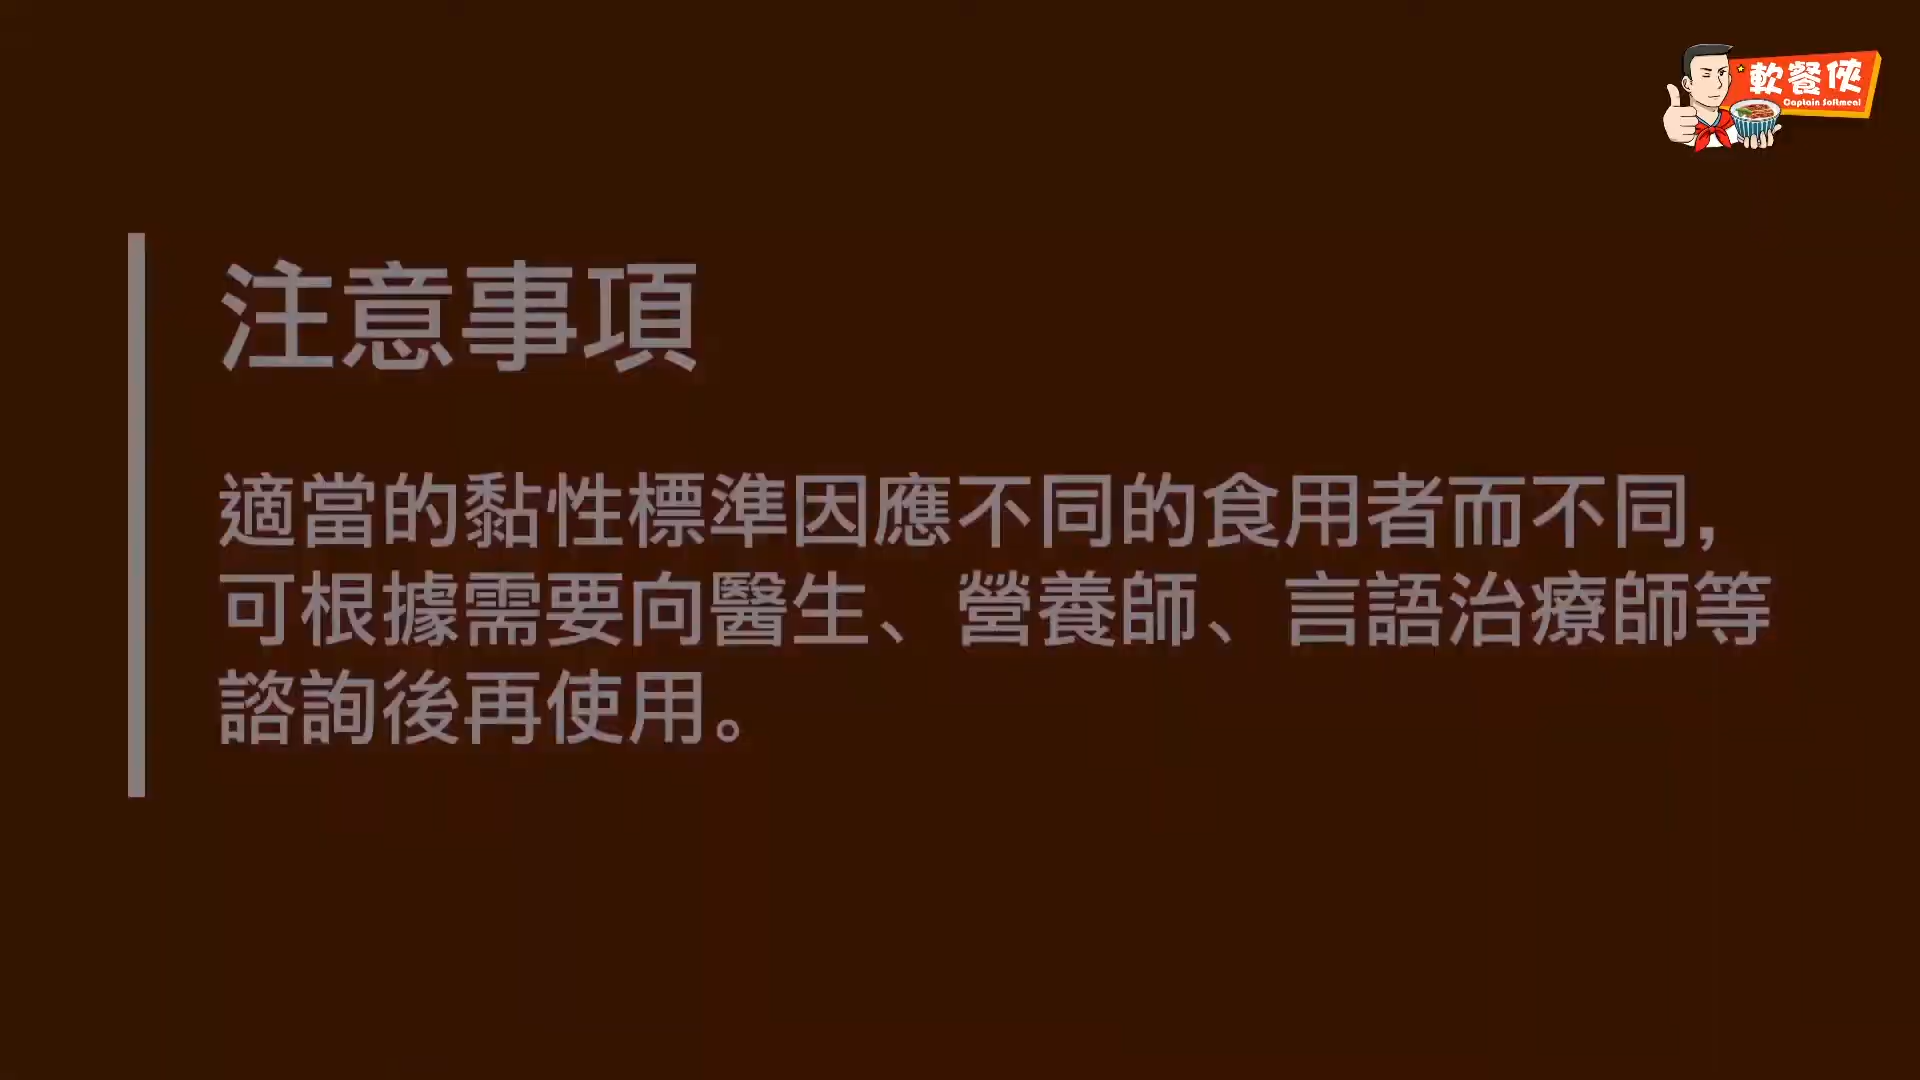 軟餐俠
Captain Softmeal
注意事項
適當的黏性標準因應不同的食用者而不同，
可根據需要向醫生、營養師、言語治療師等
諮詢後再使用。